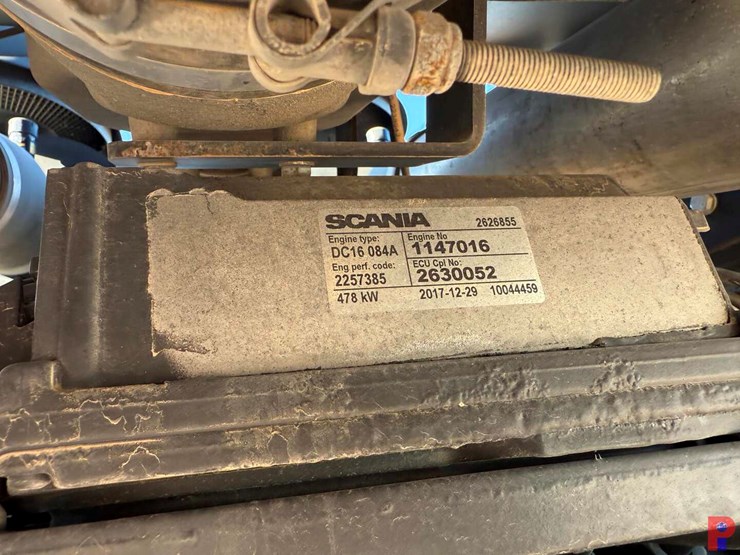 SCANIA 2626855
Engine type: Engine No
DC16 084A 1147016
Eng perf. code: ECU Cpl No:
2257385 2630052
478 kW 2017-12-29 10044459
P